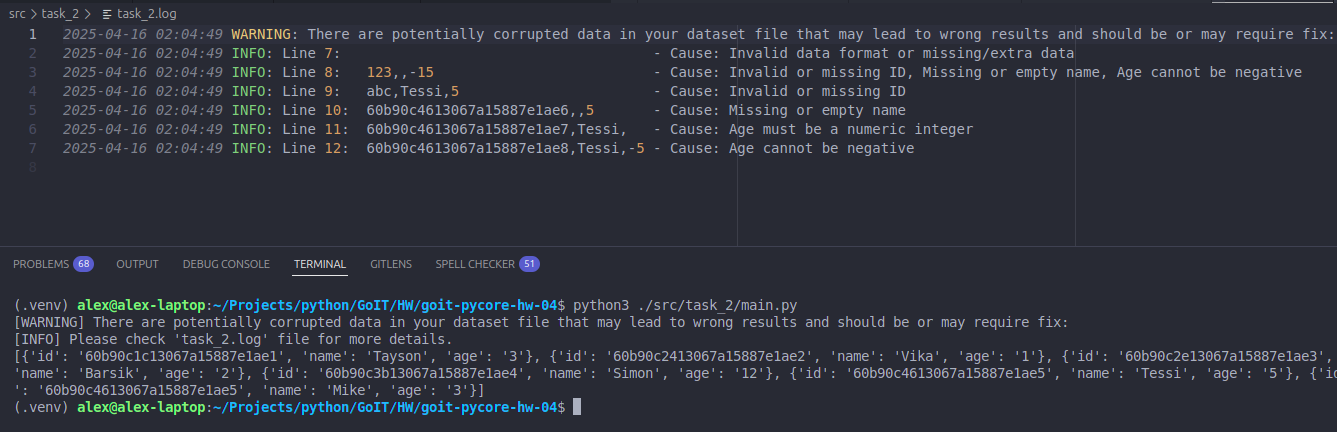 src > task_2 > task_2.log
1 2025-04-16 02:04:49 WARNING: There are potentially corrupted data in your dataset file that may lead to wrong results and should be or may require fix:
2 2025-04-16 02:04:49 INFO: Line 7: - Cause: Invalid data format or missing/extra data
3 2025-04-16 02:04:49 INFO: Line 8: 123,,-15 - Cause: Invalid or missing ID, Missing or empty name, Age cannot be negative
4 2025-04-16 02:04:49 INFO: Line 9: abc,Tessi,5 - Cause: Invalid or missing ID
5 2025-04-16 02:04:49 INFO: Line 10: 60b90c4613067a15887e1ae6,,5 - Cause: Missing or empty name
6 2025-04-16 02:04:49 INFO: Line 11: 60b90c4613067a15887e1ae7,Tessi, - Cause: Age must be a numeric integer
7 2025-04-16 02:04:49 INFO: Line 12: 60b90c4613067a15887e1ae8,Tessi,-5 - Cause: Age cannot be negative
8
PROBLEMS 68 OUTPUT DEBUG CONSOLE TERMINAL GITLENS SPELL CHECKER 51
(.venv) alex@alex-laptop:~/Projects/python/GoIT/HW/goit-pycore-hw-04$ python3 ./src/task_2/main.py
[WARNING] There are potentially corrupted data in your dataset file that may lead to wrong results and should be or may require fix:
[INFO] Please check 'task_2.log' file for more details.
[{'id': '60b90c1c13067a15887e1ae1', 'name': 'Tayson', 'age': '3'}, {'id': '60b90c2413067a15887e1ae2', 'name': 'Vika', 'age': '1'}, {'id': '60b90c2e13067a15887e1ae3',
'name': 'Barsik', 'age': '2'}, {'id': '60b90c3b13067a15887e1ae4', 'name': 'Simon', 'age': '12'}, {'id': '60b90c4613067a15887e1ae5', 'name': 'Tessi', 'age': '5'}, {'id
': '60b90c4613067a15887e1ae5', 'name': 'Mike', 'age': '3'}]
(.venv) alex@alex-laptop:~/Projects/python/GoIT/HW/goit-pycore-hw-04$